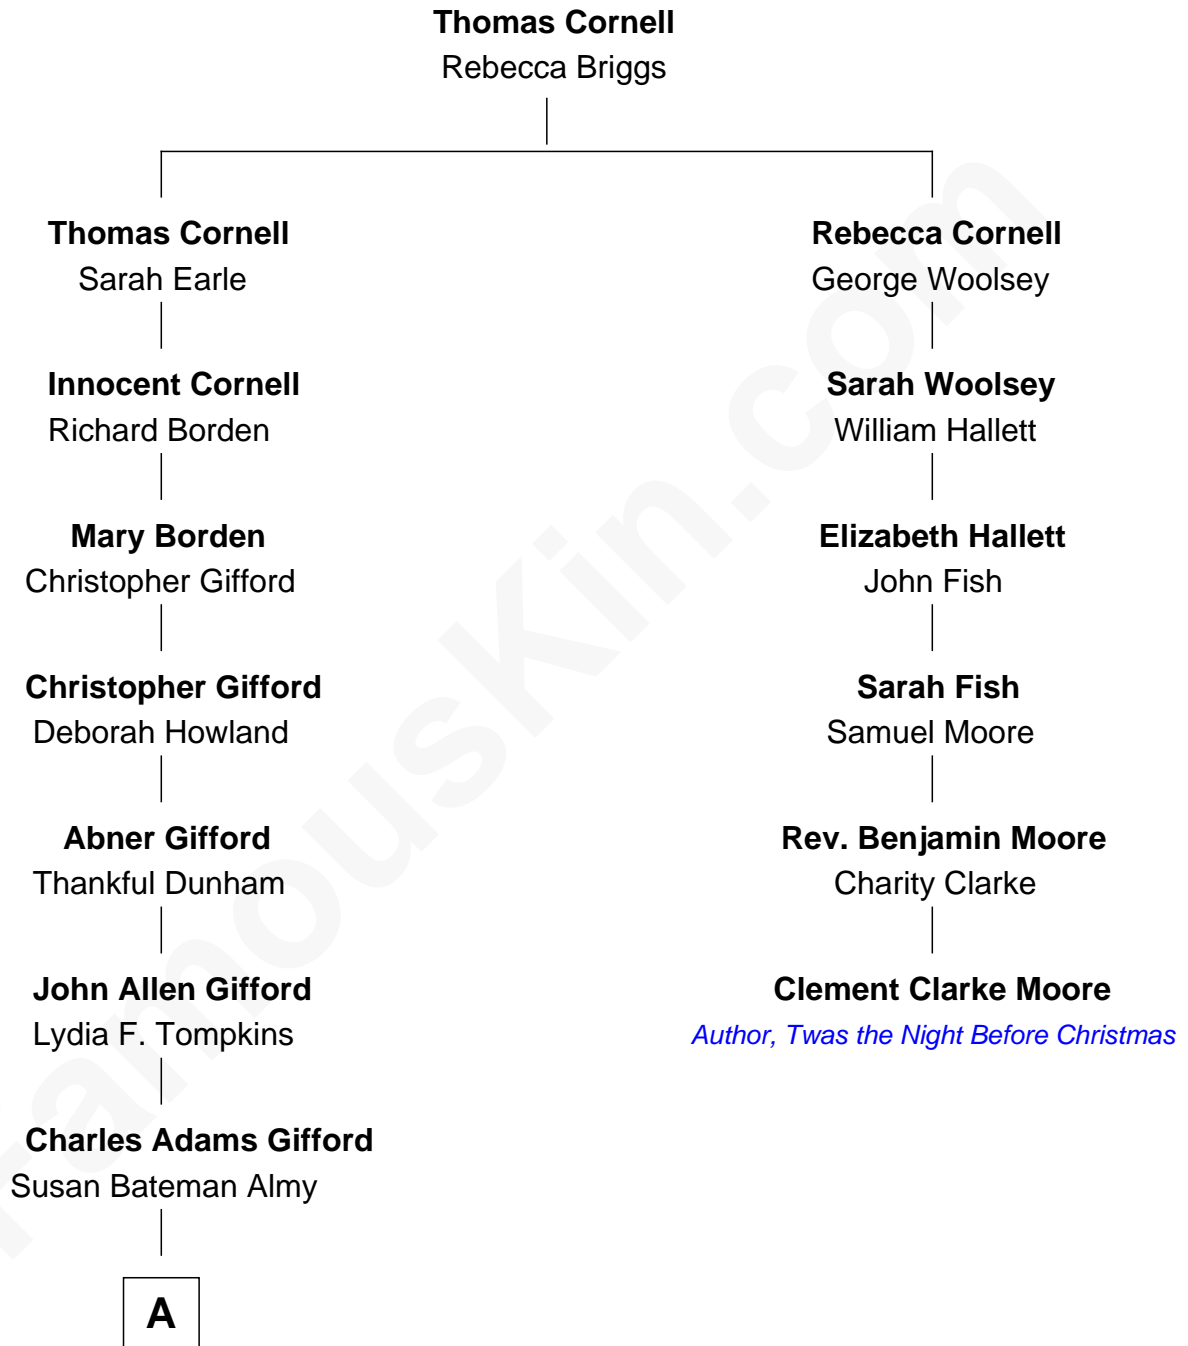 Thomas Cornell
Rebecca Briggs
Thomas Cornell
Sarah Earle
Innocent Cornell
Richard Borden
Mary Borden
Christopher Gifford
Christopher Gifford
Deborah Howland
Abner Gifford
Thankful Dunham
John Allen Gifford
Lydia F. Tompkins
Charles Adams Gifford
Susan Bateman Almy
A
Rebecca Cornell
George Woolsey
Sarah Woolsey
William Hallett
Elizabeth Hallett
John Fish
Sarah Fish
Samuel Moore
Rev. Benjamin Moore
Charity Clarke
Clement Clarke Moore
Author, Twas the Night Before Christmas
FamousKin.com